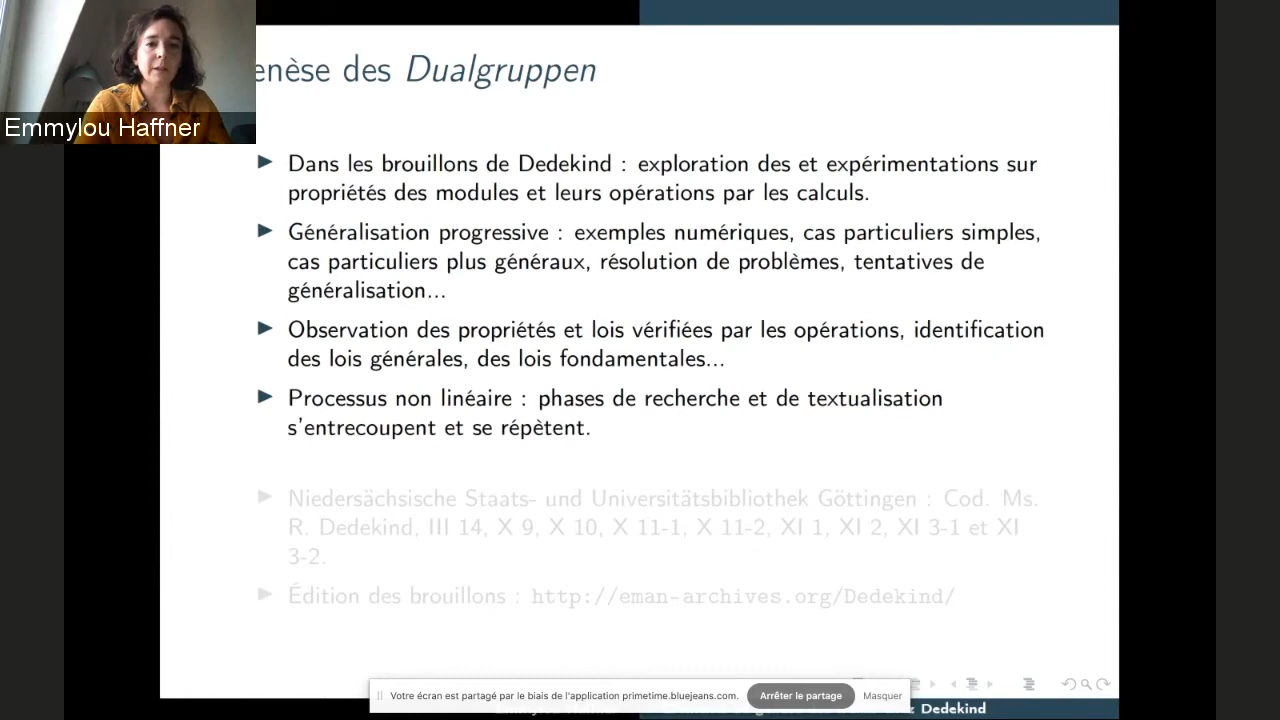 enèse des Dualgruppen
Emmylou Haffner
Dans les brouillons de Dedekind : exploration des et expérimentations sur
propriétés des modules et leurs opérations par les calculs.
Généralisation progressive : exemples numériques, cas particuliers simples,
cas particuliers plus généraux, résolution de problèmes, tentatives de
généralisation...
Observation des propriétés et lois vérifiées par les opérations, identification
des lois générales, des lois fondamentales...
Processus non linéaire : phases de recherche et de textualisation
s'entrecoupent et se répètent.
Niedersächsische Staats- und Universitätsbibliothek Göttingen : Cod. Ms.
R. Dedekind, III 14, X 9, X 10, X 11-1, X 11-2, XI 1, XI 2, XI 3-1 et XI
3-2.
Édition des brouillons : http://eman-archives.org/Dedekind/
Votre écran est partagé par le biais de l'application primetime.bluejeans.com. Arrêter le partage Masquer
Dedekind